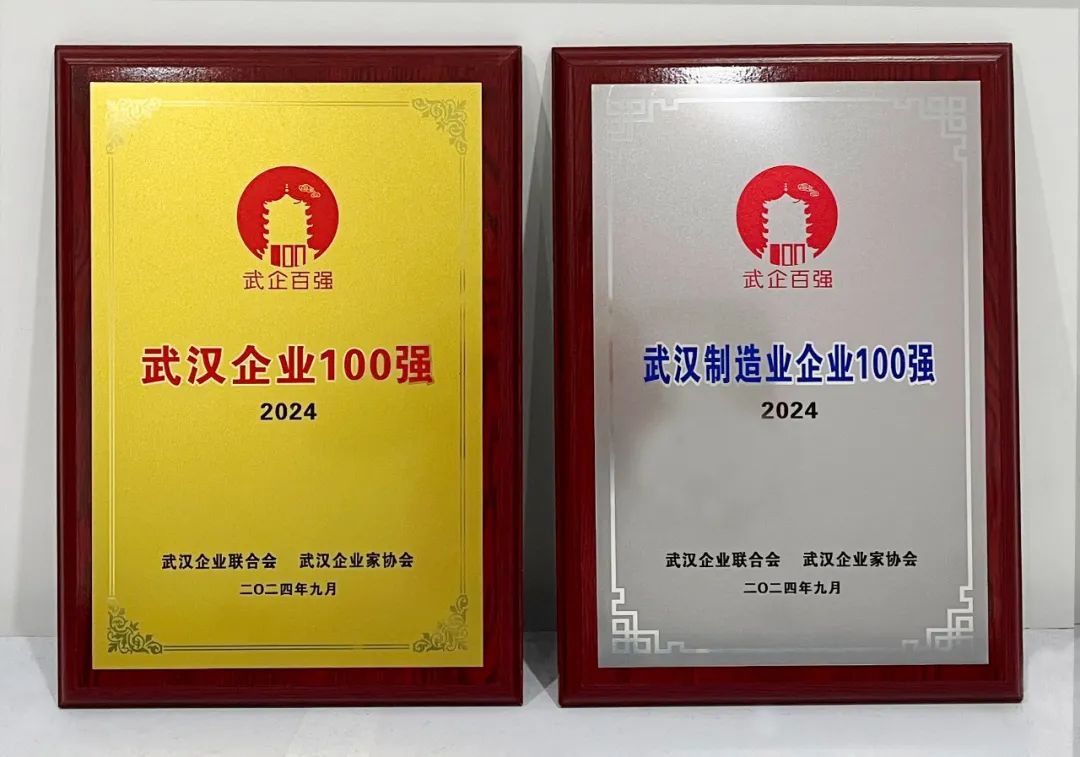 武企百强
武汉企业100强
2024
武汉企业联合会 武汉企业家协会
二〇二四年九月
武企百强
武汉制造业企业100强
2024
武汉企业联合会 武汉企业家协会
二〇二四年九月